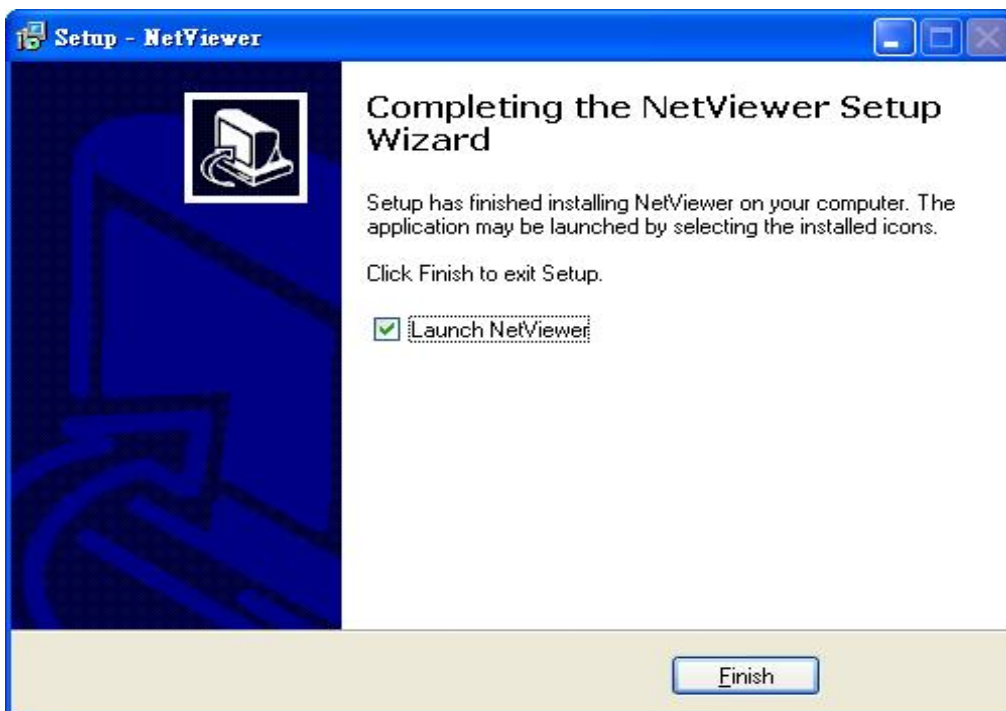 Setup - NetViewer
Completing the NetViewer Setup
Wizard
Setup has finished installing NetViewer on your computer. The
application may be launched by selecting the installed icons.
Click Finish to exit Setup.
Launch NetViewer
Finish